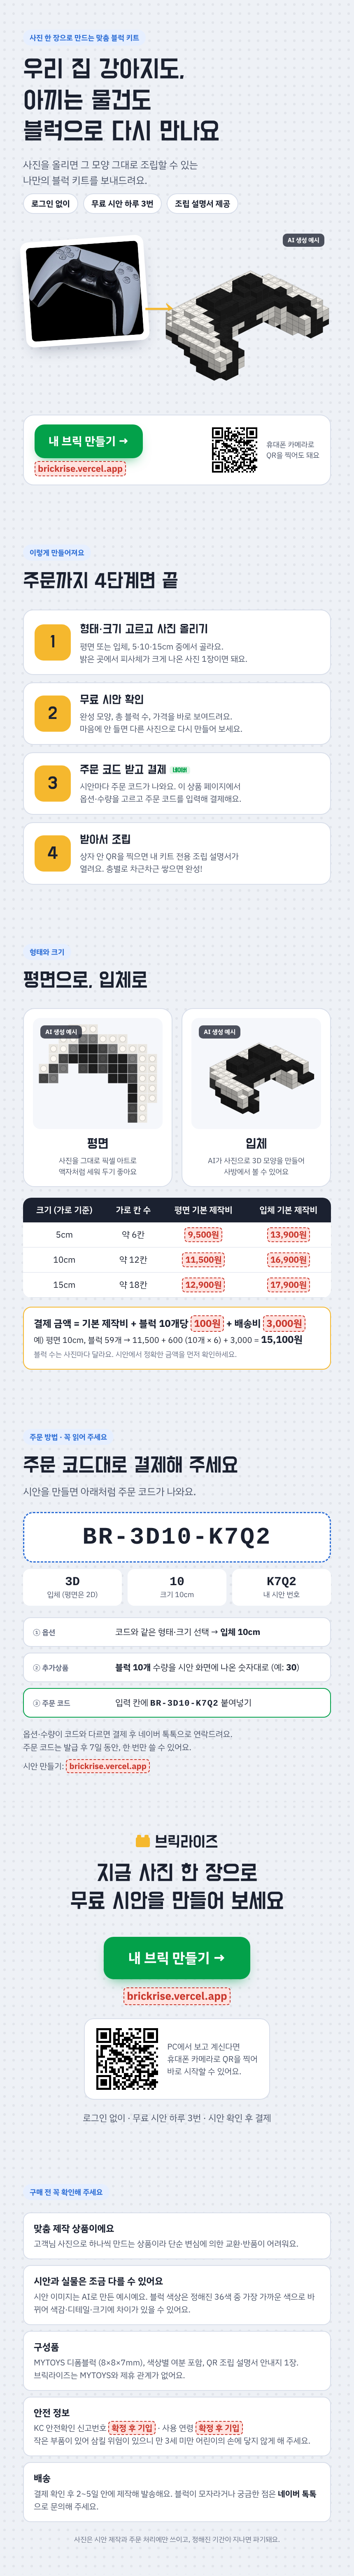 사진 한 장으로 만드는 맞춤 블럭 키트
우리 집 강아지도,
아끼는 물건도
블럭으로 다시 만나요
사진을 올리면 그 모양 그대로 조립할 수 있는
나만의 블럭 키트를 보내드려요.
로그인 없이
무료 시안 하루 3번
조립 설명서 제공
AI 생성 예시
내 브릭 만들기 →
brickrise.vercel.app
휴대폰 카메라로
QR을 찍어도 돼요
이렇게 만들어져요
주문까지 4단계면 끝
1
형태·크기 고르고 사진 올리기
평면 또는 입체, 5·10·15cm 중에서 골라요.
밝은 곳에서 피사체가 크게 나온 사진 1장이면 돼요.
2
무료 시안 확인
완성 모양, 총 블럭 수, 가격을 바로 보여드려요.
마음에 안 들면 다른 사진으로 다시 만들어 보세요.
3
주문 코드 받고 결제 네이버
시안마다 주문 코드가 나와요. 이 상품 페이지에서
옵션·수량을 고르고 주문 코드를 입력해 결제해요.
4
받아서 조립
상자 안 QR을 찍으면 내 키트 전용 조립 설명서가
열려요. 층별로 차근차근 쌓으면 완성!
형태와 크기
평면으로, 입체로
AI 생성 예시
평면
사진을 그대로 픽셀 아트로
액자처럼 세워 두기 좋아요
AI 생성 예시
입체
AI가 사진으로 3D 모양을 만들어
사방에서 볼 수 있어요
크기 (가로 기준) 가로 칸 수 평면 기본 제작비 입체 기본 제작비
5cm 약 6칸 9,500원 13,900원
10cm 약 12칸 11,500원 16,900원
15cm 약 18칸 12,900원 17,900원
결제 금액 = 기본 제작비 + 블럭 10개당 100원 + 배송비 3,000원
예) 평면 10cm, 블럭 59개 → 11,500 + 600 (10개 × 6) + 3,000 = 15,100원
블럭 수는 사진마다 달라요. 시안에서 정확한 금액을 먼저 확인하세요.
주문 방법 · 꼭 읽어 주세요
주문 코드대로 결제해 주세요
시안을 만들면 아래처럼 주문 코드가 나와요.
BR-3D10-K7Q2
3D
입체 (평면은 2D)
10
크기 10cm
K7Q2
내 시안 번호
① 옵션 코드와 같은 형태·크기 선택 → 입체 10cm
② 추가상품 블럭 10개 수량을 시안 화면에 나온 숫자대로 (예: 30)
③ 주문 코드 입력 칸에 BR-3D10-K7Q2 붙여넣기
옵션·수량이 코드와 다르면 결제 후 네이버 톡톡으로 연락드려요.
주문 코드는 발급 후 7일 동안, 한 번만 쓸 수 있어요.
시안 만들기: brickrise.vercel.app
브릭라이즈
지금 사진 한 장으로
무료 시안을 만들어 보세요
내 브릭 만들기 →
brickrise.vercel.app
PC에서 보고 계신다면
휴대폰 카메라로 QR을 찍어
바로 시작할 수 있어요.
로그인 없이 · 무료 시안 하루 3번 · 시안 확인 후 결제
구매 전 꼭 확인해 주세요
맞춤 제작 상품이에요
고객님 사진으로 하나씩 만드는 상품이라 단순 변심에 의한 교환·반품이 어려워요.
시안과 실물은 조금 다를 수 있어요
시안 이미지는 AI로 만든 예시예요. 블럭 색상은 정해진 36색 중 가장 가까운 색으로 바
뀌어 색감·디테일·크기에 차이가 있을 수 있어요.
구성품
MYTOYS 디폼블럭 (8×8×7mm), 색상별 여분 포함, QR 조립 설명서 안내지 1장.
브릭라이즈는 MYTOYS와 제휴 관계가 없어요.
안전 정보
KC 안전확인 신고번호 확정 후 기입 · 사용 연령 확정 후 기입
작은 부품이 있어 삼킬 위험이 있으니 만 3세 미만 어린이의 손에 닿지 않게 해 주세요.
배송
결제 확인 후 2~5일 안에 제작해 발송해요. 블럭이 모자라거나 궁금한 점은 네이버 톡톡
으로 문의해 주세요.
사진은 시안 제작과 주문 처리에만 쓰이고, 정해진 기간이 지나면 파기돼요.